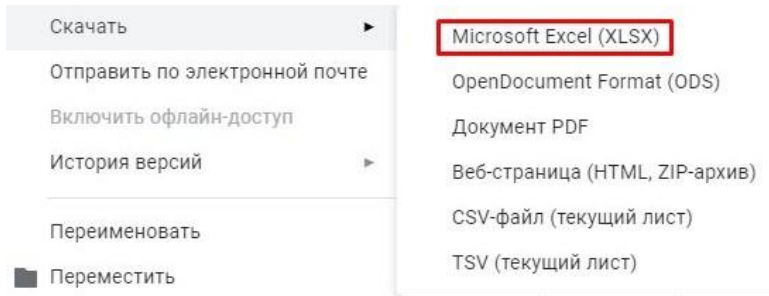 Скачать
Отправить по электронной почте
Включить офлайн-доступ
История версий
Переименовать
Переместить
Microsoft Excel (XLSX)
OpenDocument Format (ODS)
Документ PDF
Веб-страница (HTML, ZIP-архив)
CSV-файл (текущий лист)
TSV (текущий лист)